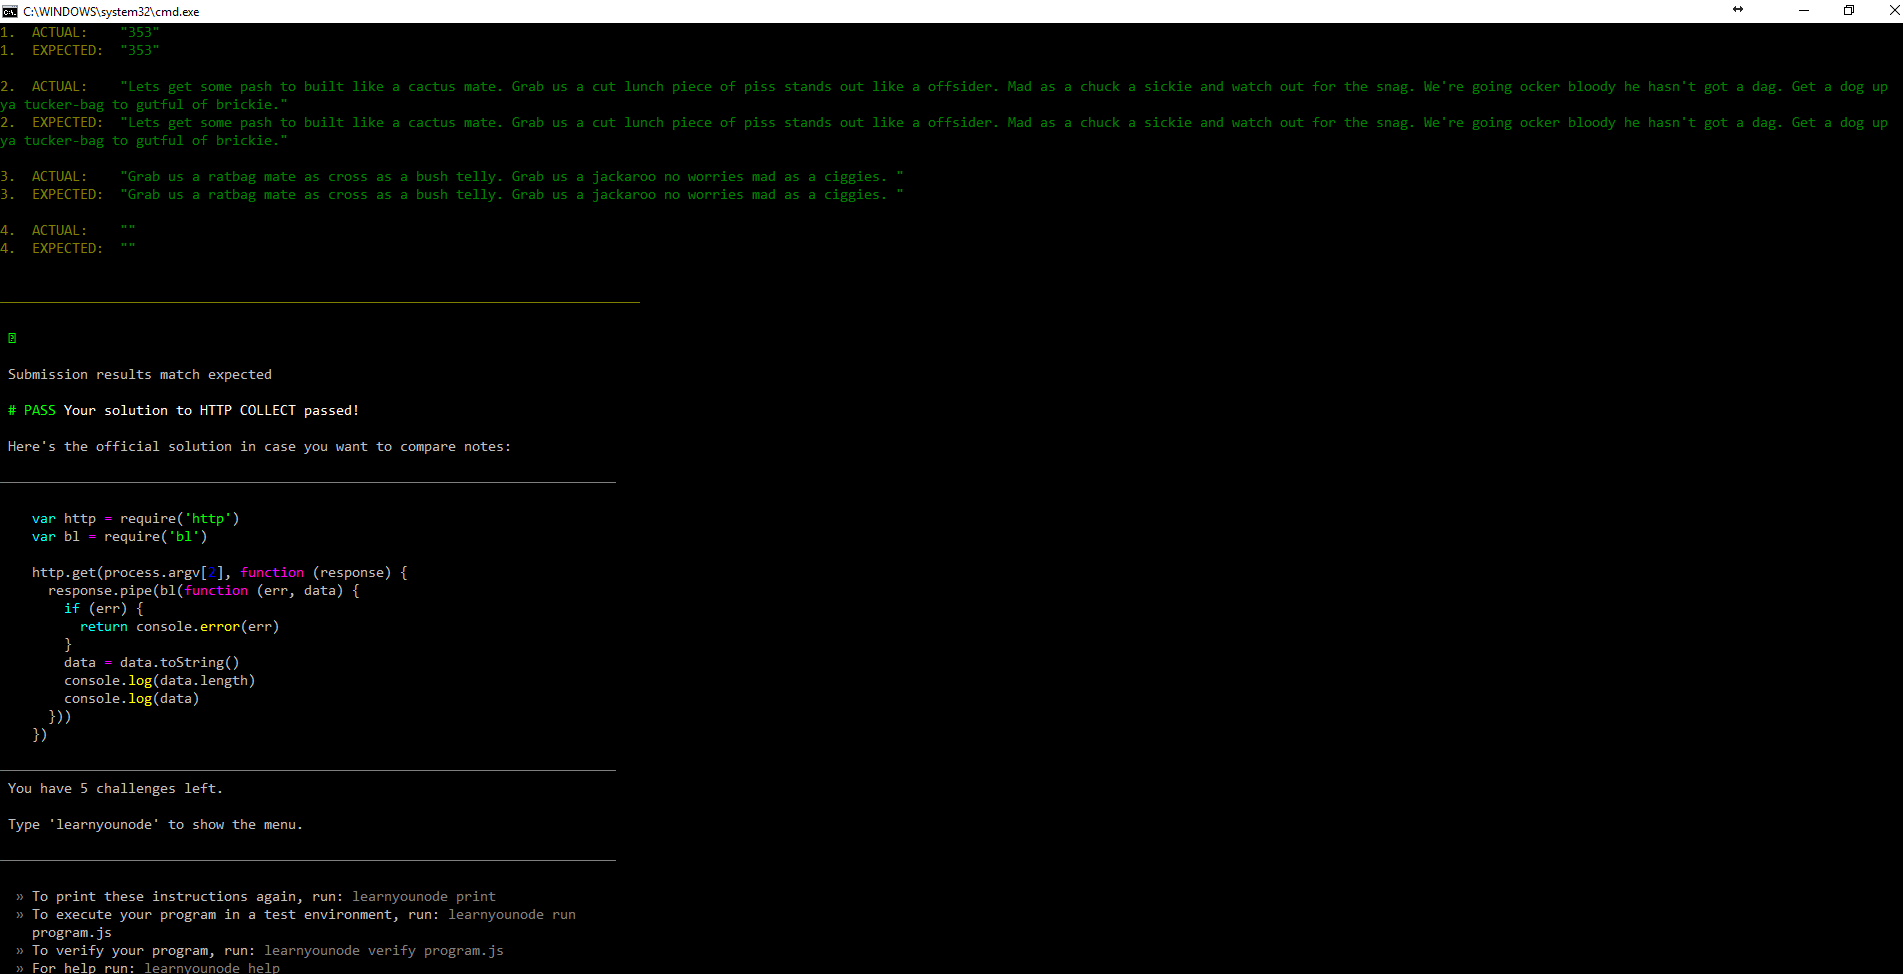 C:\WINDOWS\system32\cmd.exe
1. ACTUAL: "353"
1. EXPECTED: "353"
2. ACTUAL: "Lets get some pash to built like a cactus mate. Grab us a cut lunch piece of piss stands out like a offsider. Mad as a chuck a sickie and watch out for the snag. We're going ocker bloody he hasn't got a dag. Get a dog up
ya tucker-bag to gutful of brickie."
2. EXPECTED: "Lets get some pash to built like a cactus mate. Grab us a cut lunch piece of piss stands out like a offsider. Mad as a chuck a sickie and watch out for the snag. We're going ocker bloody he hasn't got a dag. Get a dog up
ya tucker-bag to gutful of brickie."
3. ACTUAL: "Grab us a ratbag mate as cross as a bush telly. Grab us a jackaroo no worries mad as a ciggies. "
3. EXPECTED: "Grab us a ratbag mate as cross as a bush telly. Grab us a jackaroo no worries mad as a ciggies. "
4. ACTUAL: ""
4. EXPECTED: ""
Submission results match expected
# PASS Your solution to HTTP COLLECT passed!
Here's the official solution in case you want to compare notes:
var http = require('http')
var bl = require('bl')
http.get(process.argv[2], function (response) {
response.pipe(bl(function (err, data) {
if (err) {
return console.error(err)
}
data = data.toString()
console.log(data.length)
console.log(data)
}))
})
You have 5 challenges left.
Type 'learnyounode' to show the menu.
» To print these instructions again, run: learnyounode print
» To execute your program in a test environment, run: learnyounode run
program.js
» To verify your program, run: learnyounode verify program.js
» For help run: learnyounode help